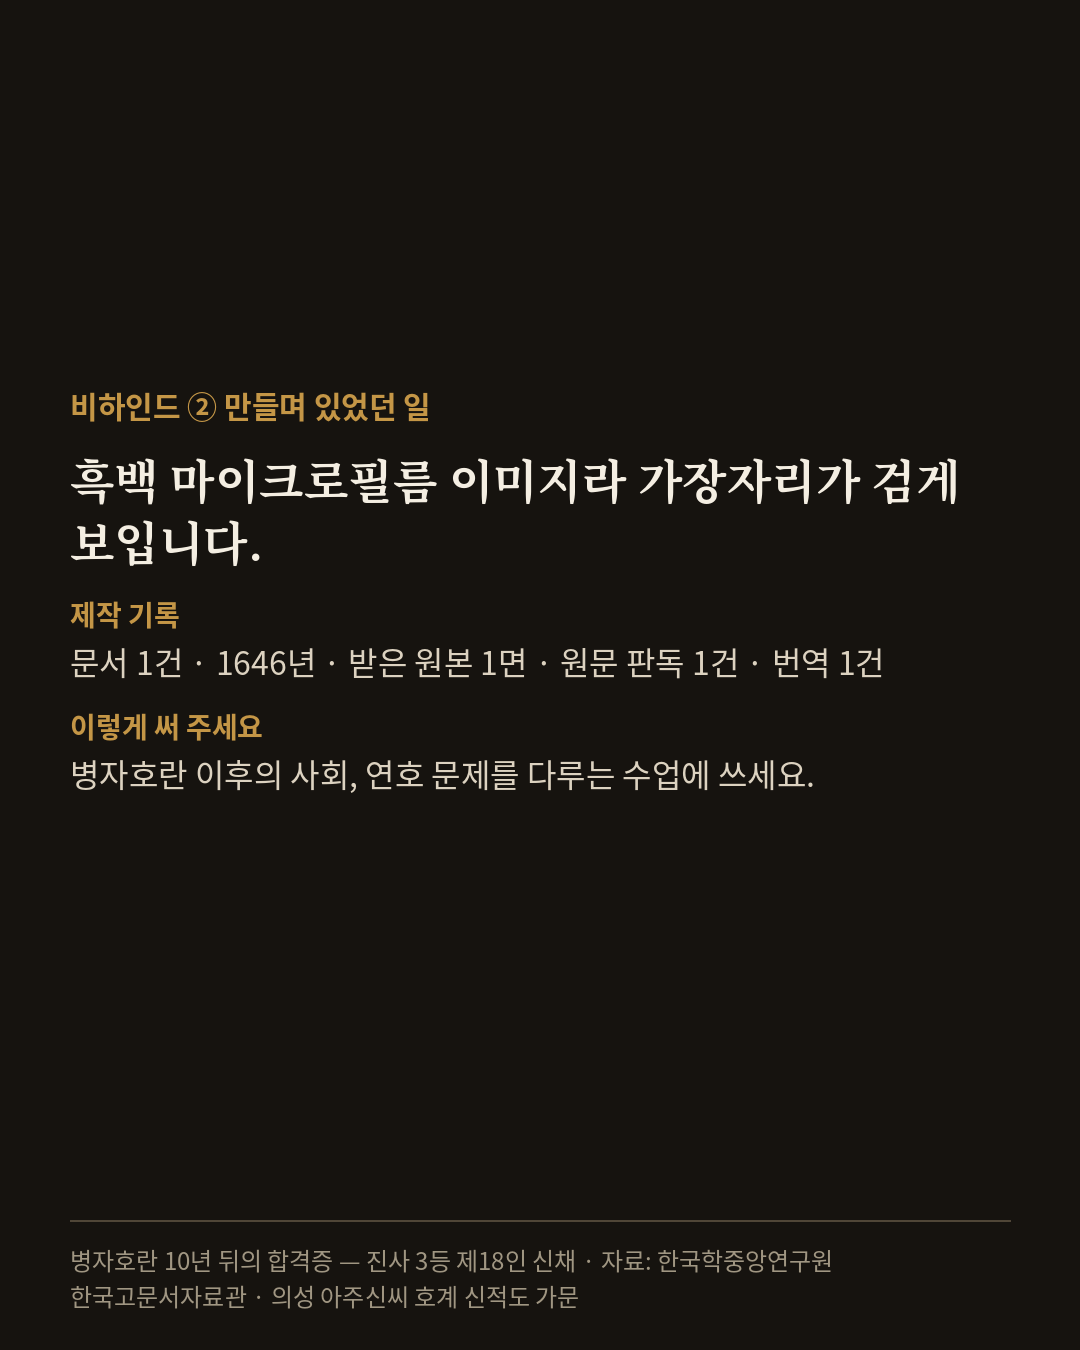 비하인드 ② 만들며 있었던 일
흑백 마이크로필름 이미지라 가장자리가 검게
보입니다.
제작 기록
문서 1건 · 1646년 · 받은 원본 1면 · 원문 판독 1건 · 번역 1건
이렇게 써 주세요
병자호란 이후의 사회, 연호 문제를 다루는 수업에 쓰세요.
병자호란 10년 뒤의 합격증 — 진사 3등 제18인 신채 · 자료: 한국학중앙연구원
한국고문서자료관 · 의성 아주신씨 호계 신적도 가문